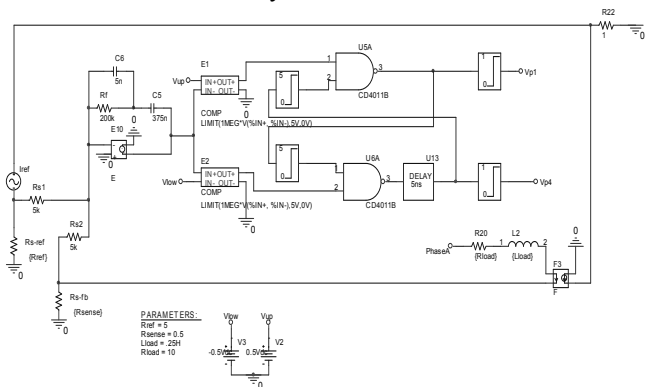 R22
1
0
C6
5n
Rf
200k
0
C5
375n
E10
E
0
Iref
Rs1
5k
Rs2
5k
Rs-ref
{Rref}
0
Rs-fb
{Rsense}
0
Vup
E1
IN+OUT+
IN- OUT-
0
COMP
LIMIT(1MEG*V(%IN+, %IN-),5V,0V)
E2
Vlow
IN+OUT+
IN- OUT-
COMP
LIMIT(1MEG*V(%IN+, %IN-),5V,0V)
0
5
0
U5A
1
2
3
CD4011B
1
0
Vp1
5
0
U6A
1
2
3
CD4011B
U13
DELAY
5ns
1
0
Vp4
PhaseA
R20
{Rload}
L2
1
2
{Lload}
F3
F
0
PARAMETERS:
Rref = 5
Rsense = 0.5
Lload = .25H
Rload = 10
Vlow
Vup
V3
V2
0